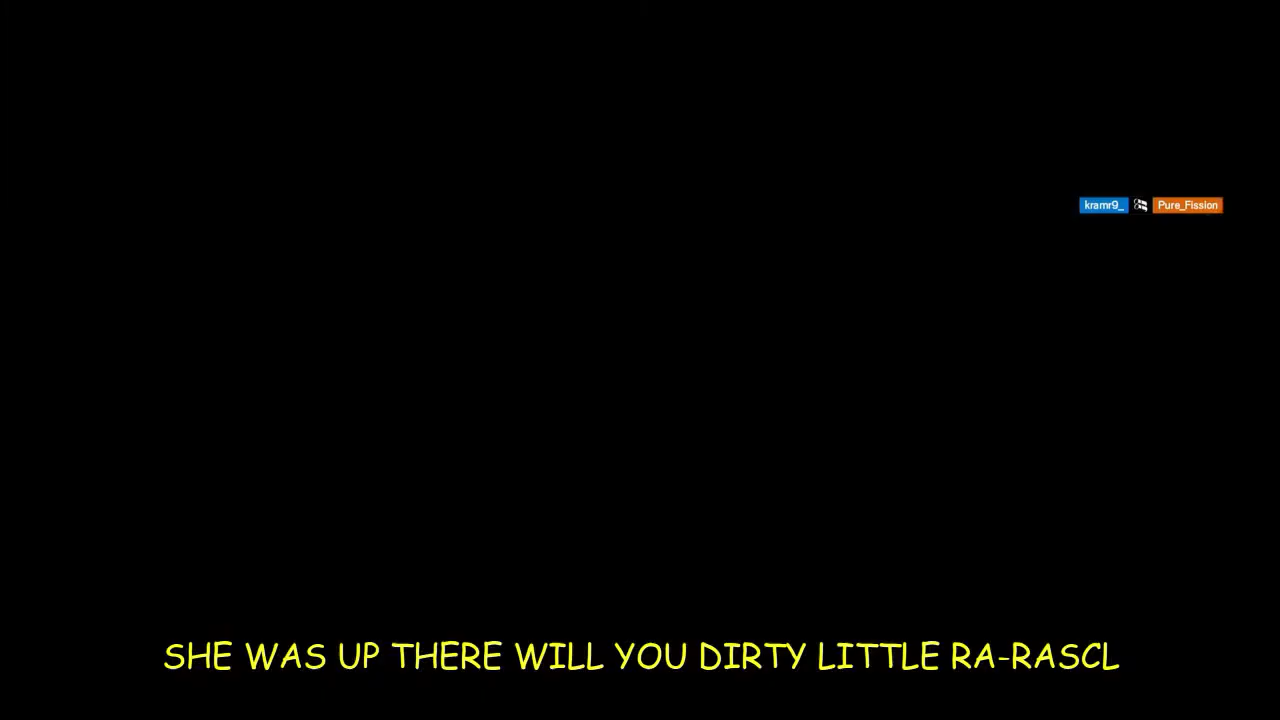 kramr9_ Pure_Fission
SHE WAS UP THERE WILL YOU DIRTY LITTLE RA-RASCL